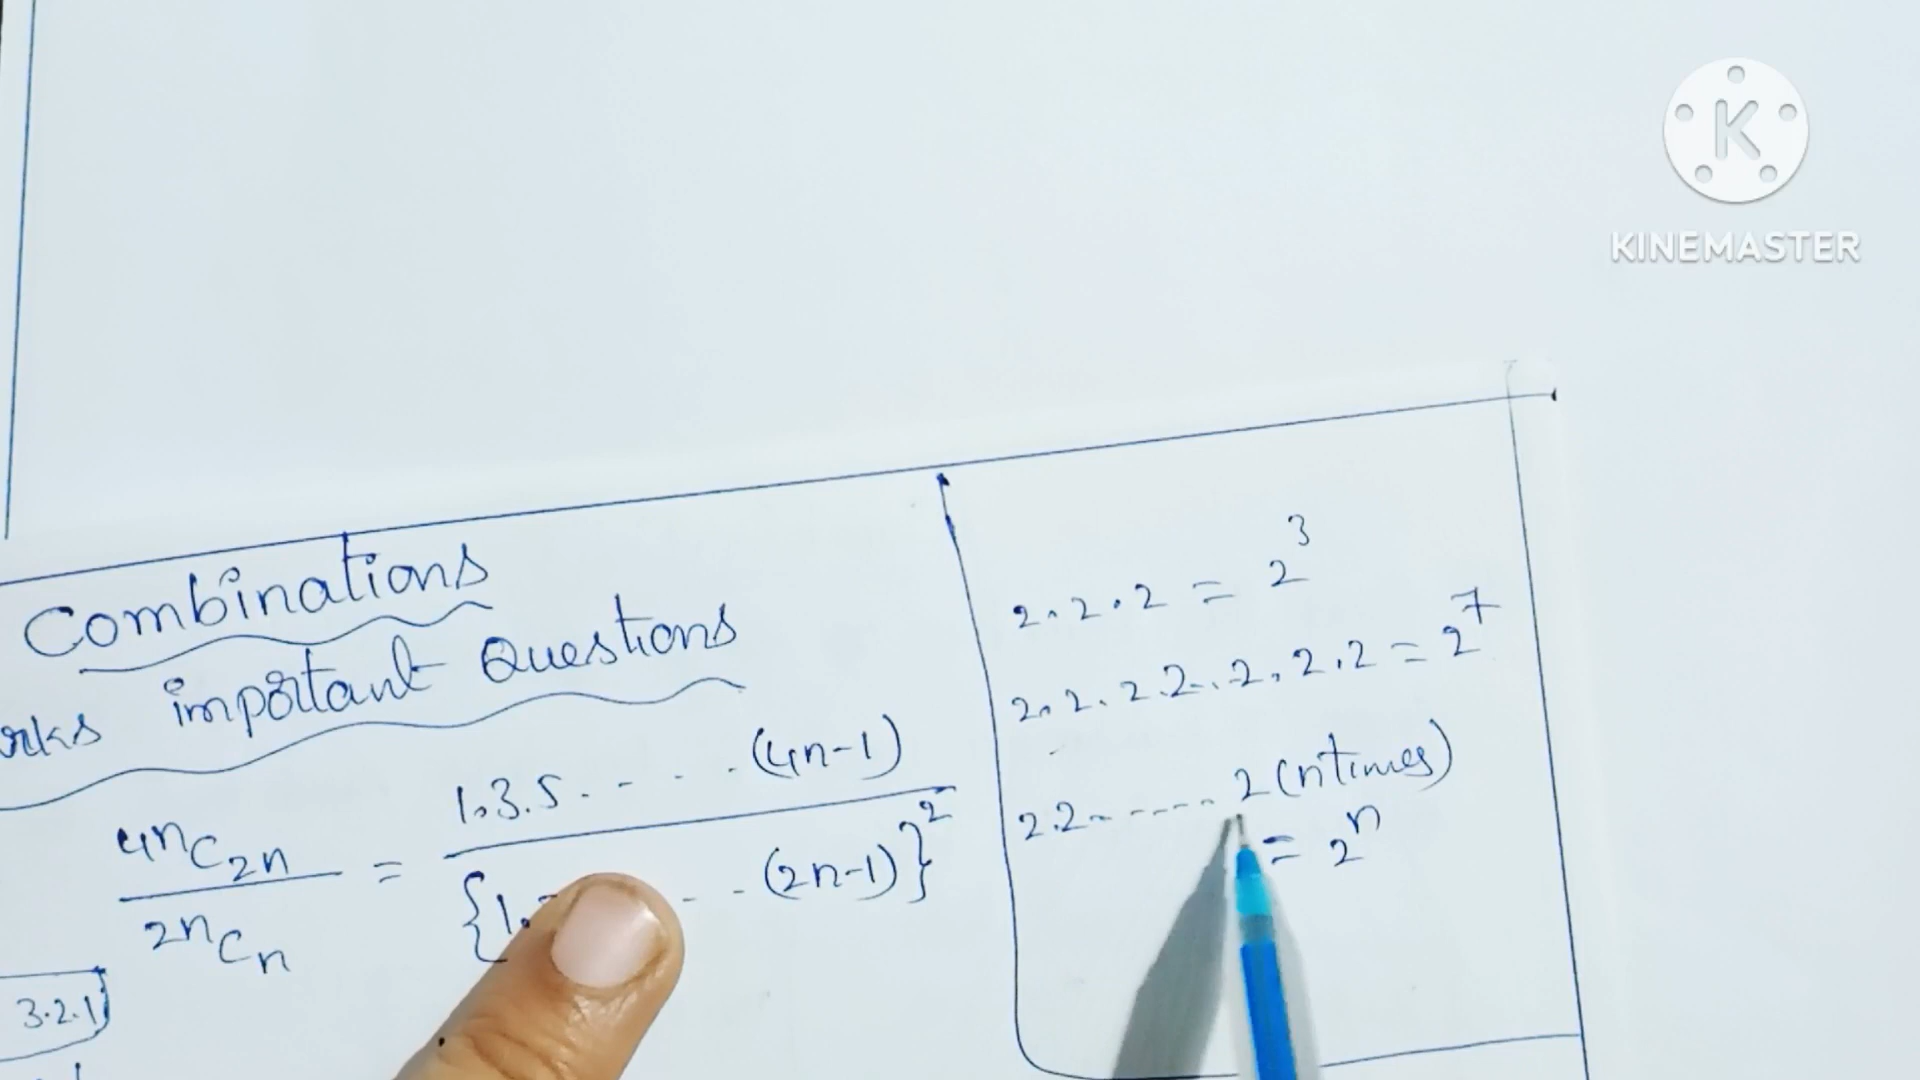 K
KINEMASTER
Combinations
important Questions
4nC2n / 2nCn = 1.3.5. - - - .(4n-1) / {1. - . - (2n-1)}²
3.2.1
2.2.2 = 2³
2.2.2.2.2.2.2 = 2⁷
2.2. ----. 2 (n times)
= 2ⁿ